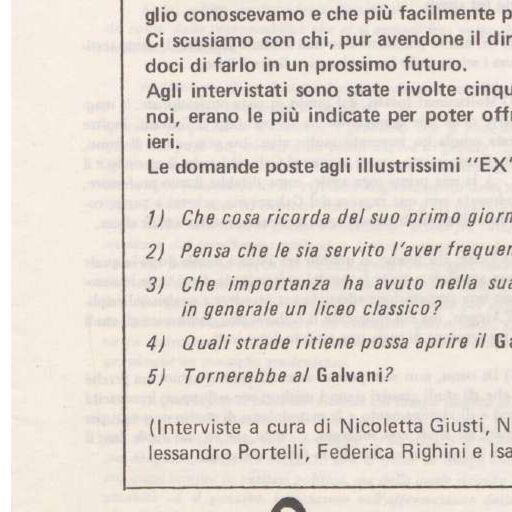 glio conoscevamo e che più facilmente p
Ci scusiamo con chi, pur avendone il dir
doci di farlo in un prossimo futuro.
Agli intervistati sono state rivolte cinqu
noi, erano le più indicate per poter offr
ieri.
Le domande poste agli illustrissimi "EX"
1) Che cosa ricorda del suo primo giorn
2) Pensa che le sia servito l'aver frequen
3) Che importanza ha avuto nella sua
in generale un liceo classico?
4) Quali strade ritiene possa aprire il Ga
5) Tornerebbe al Galvani?
(Interviste a cura di Nicoletta Giusti, N
lessandro Portelli, Federica Righini e Isa